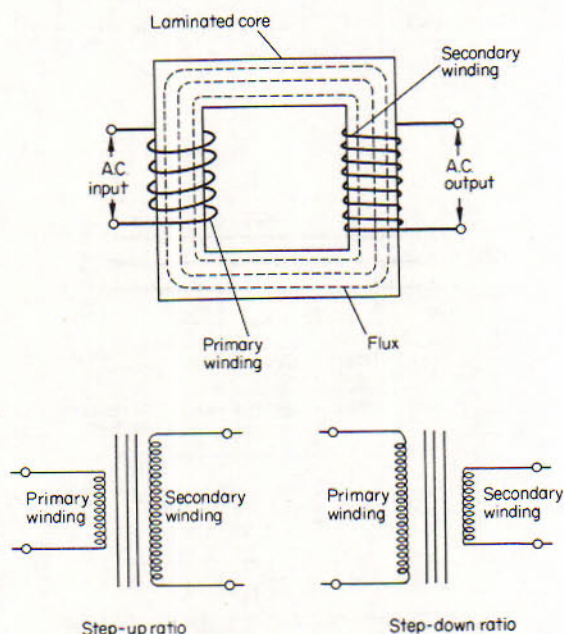 Laminated core
Secondary
winding
A.C.
input
A.C.
output
Primary
winding
Flux
Primary
winding
Secondary
winding
Primary
winding
Secondary
winding
Step-up ratio
Step-down ratio